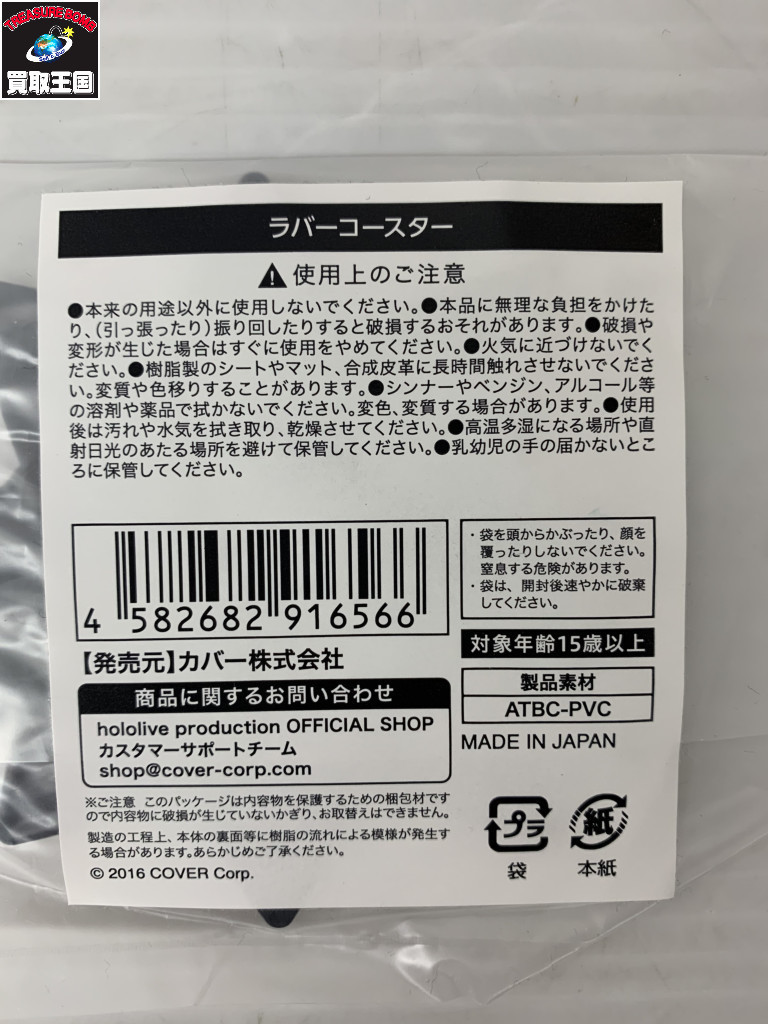 TREASURE BOMB
買取王国
ラバーコースター
使用上のご注意
●本来の用途以外に使用しないでください。●本品に無理な負担をかけた
り、(引っ張ったり)振り回したりすると破損するおそれがあります。●破損や
変形が生じた場合はすぐに使用をやめてください。●火気に近づけないでく
ださい。●樹脂製のシートやマット、合成皮革に長時間触れさせないでくださ
い。変質や色移りすることがあります。●シンナーやベンジン、アルコール等
の溶剤や薬品で拭かないでください。変色、変質する場合があります。●使用
後は汚れや水気を拭き取り、乾燥させてください。●高温多湿になる場所や直
射日光のあたる場所を避けて保管してください。●乳幼児の手の届かないとこ
ろに保管してください。
4 582682 916566
・袋を頭からかぶったり、顔を
覆ったりしないでください。
窒息する危険があります。
・袋は、開封後速やかに破棄
してください。
【発売元】カバー株式会社
対象年齢15歳以上
商品に関するお問い合わせ
hololive production OFFICIAL SHOP
カスタマーサポートチーム
shop@cover-corp.com
製品素材
ATBC-PVC
MADE IN JAPAN
※ご注意 このパッケージは内容物を保護するための梱包材です
ので内容物に破損が生じていないかぎり、お取替えはできません。
製造の工程上、本体の裏面等に樹脂の流れによる模様が発生す
る場合があります。あらかじめご了承ください。
© 2016 COVER Corp.
プラ
袋
紙
本紙